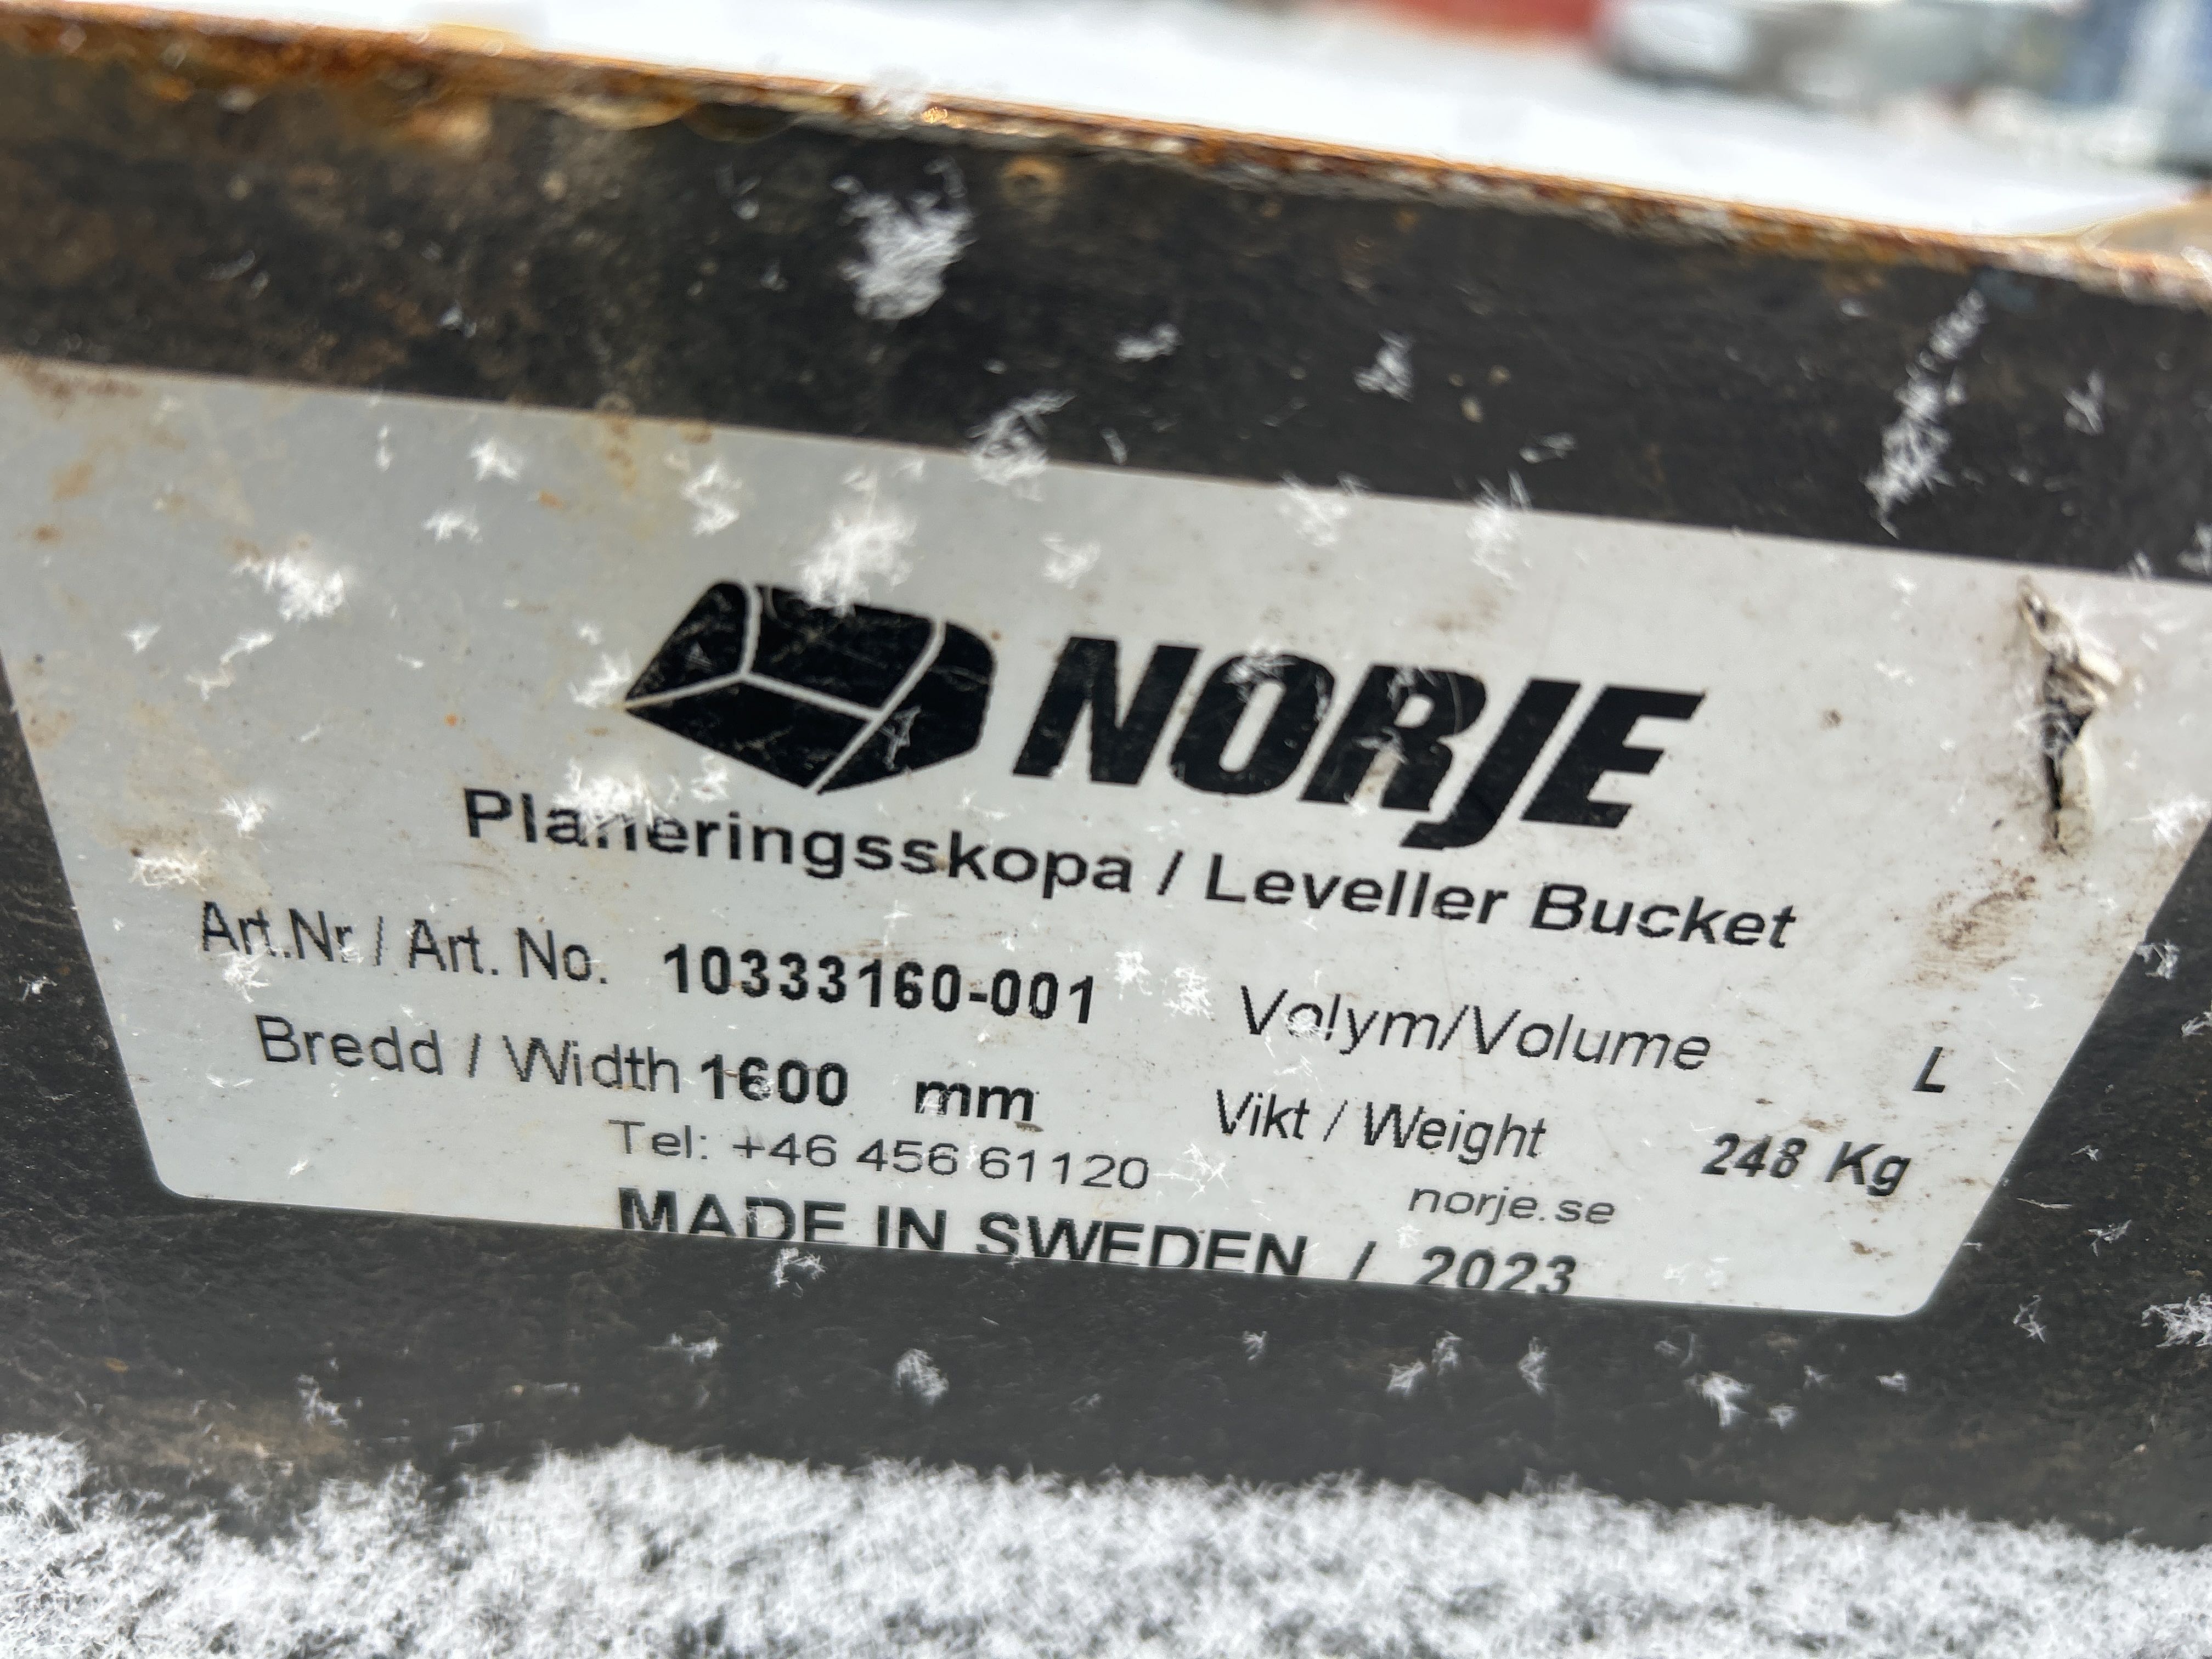 NORJE
Planeringsskopa / Leveller Bucket
Art.Nr / Art. No. 10333160-001 Volym/Volume L
Bredd / Width 1600 mm Vikt / Weight 248 Kg
Tel: +46 456 61120 norje.se
MADE IN SWEDEN / 2023